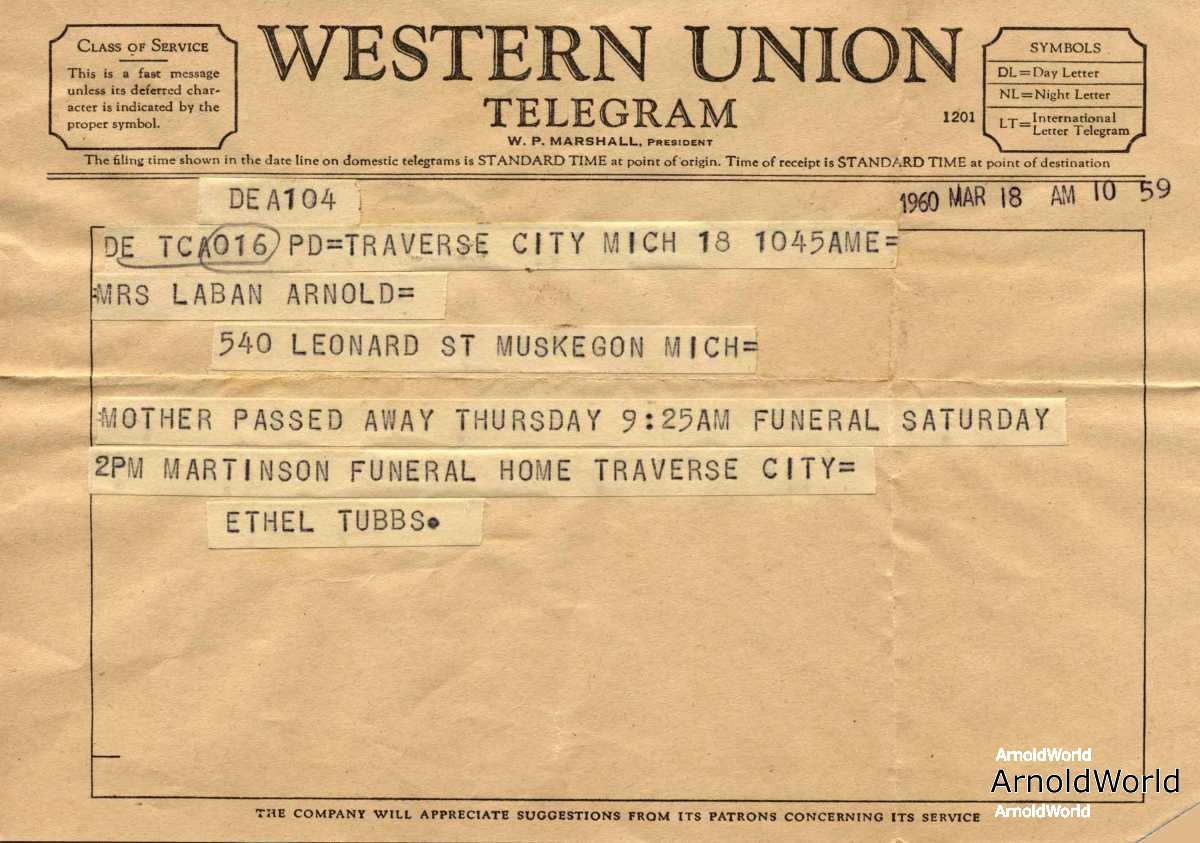 CLASS OF SERVICE
This is a fast message
unless its deferred char-
acter is indicated by the
proper symbol.
WESTERN UNION
TELEGRAM
W. P. MARSHALL, PRESIDENT
1201
SYMBOLS
DL=Day Letter
NL=Night Letter
LT=International Letter Telegram
The filing time shown in the date line on domestic telegrams is STANDARD TIME at point of origin. Time of receipt is STANDARD TIME at point of destination
DEA104
1960 MAR 18 AM 10 59
DE TCA016 PD=TRAVERSE CITY MICH 18 1045AME=
:MRS LABAN ARNOLD=
540 LEONARD ST MUSKEGON MICH=
:MOTHER PASSED AWAY THURSDAY 9:25AM FUNERAL SATURDAY
2PM MARTINSON FUNERAL HOME TRAVERSE CITY=
ETHEL TUBBS.
ArnoldWorld
ArnoldWorld
ArnoldWorld
THE COMPANY WILL APPRECIATE SUGGESTIONS FROM ITS PATRONS CONCERNING ITS SERVICE